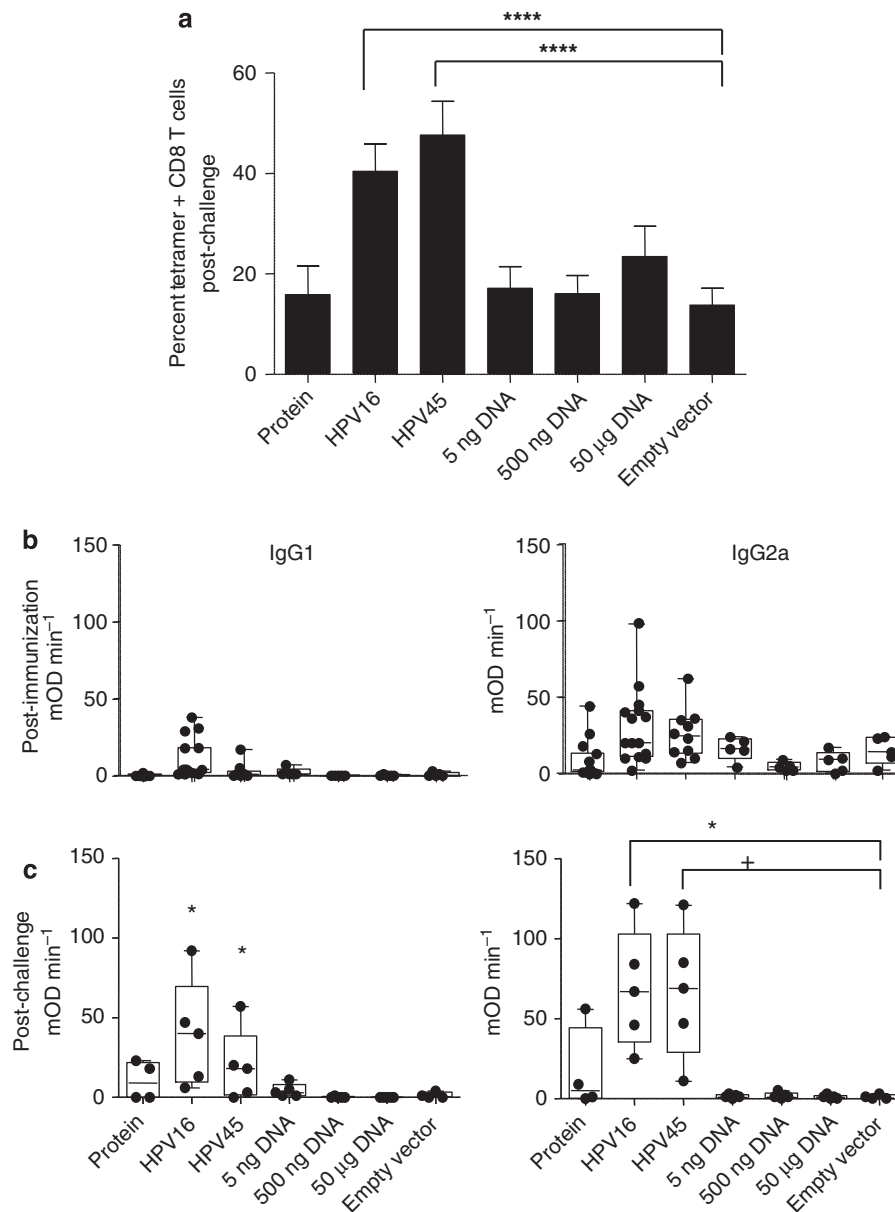 a
****
****
Percent tetramer + CD8 T cells
post-challenge
60
40
20
0
Protein
HPV16
HPV45
5 ng DNA
500 ng DNA
50 μg DNA
Empty vector
b
IgG1
Post-immunization
mOD min⁻¹
150
100
50
0
IgG2a
mOD min⁻¹
150
100
50
0
c
Post-challenge
mOD min⁻¹
150
100
50
0
*
*
Protein
HPV16
HPV45
5 ng DNA
500 ng DNA
50 μg DNA
Empty vector
mOD min⁻¹
150
100
50
0
*
+
Protein
HPV16
HPV45
5 ng DNA
500 ng DNA
50 μg DNA
Empty vector